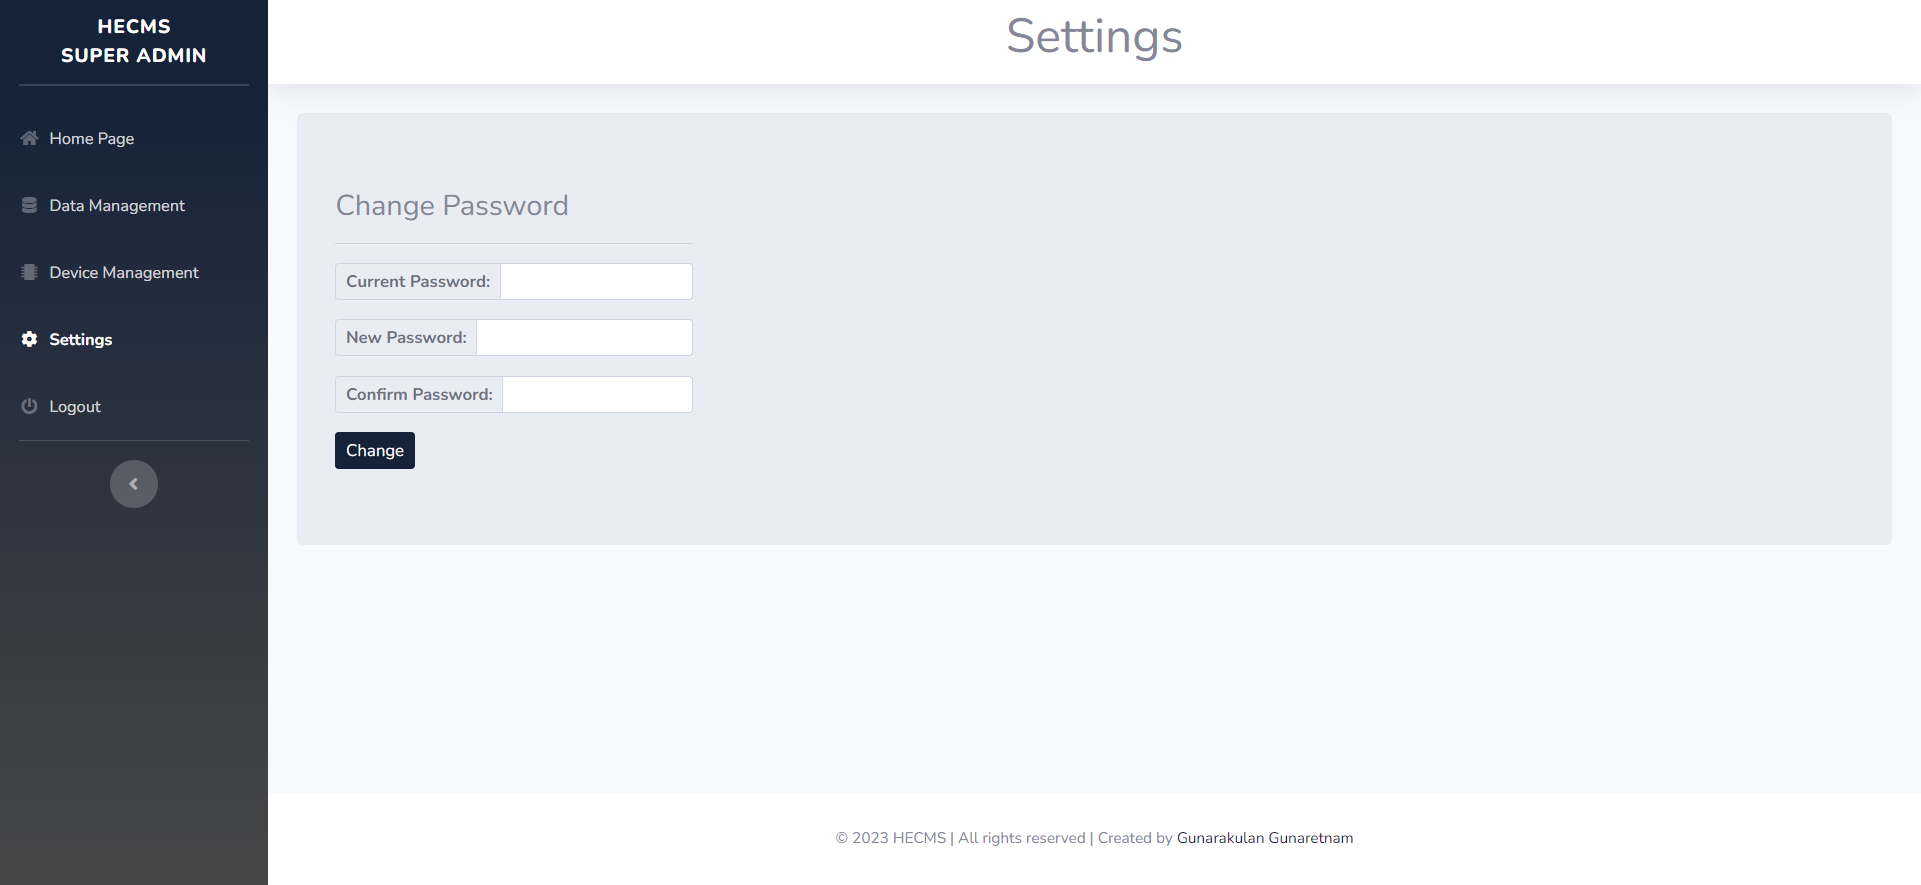 HECMS
SUPER ADMIN
Home Page
Data Management
Device Management
Settings
Logout
Settings
Change Password
Current Password:
New Password:
Confirm Password:
Change
© 2023 HECMS | All rights reserved | Created by Gunarakulan Gunaretnam